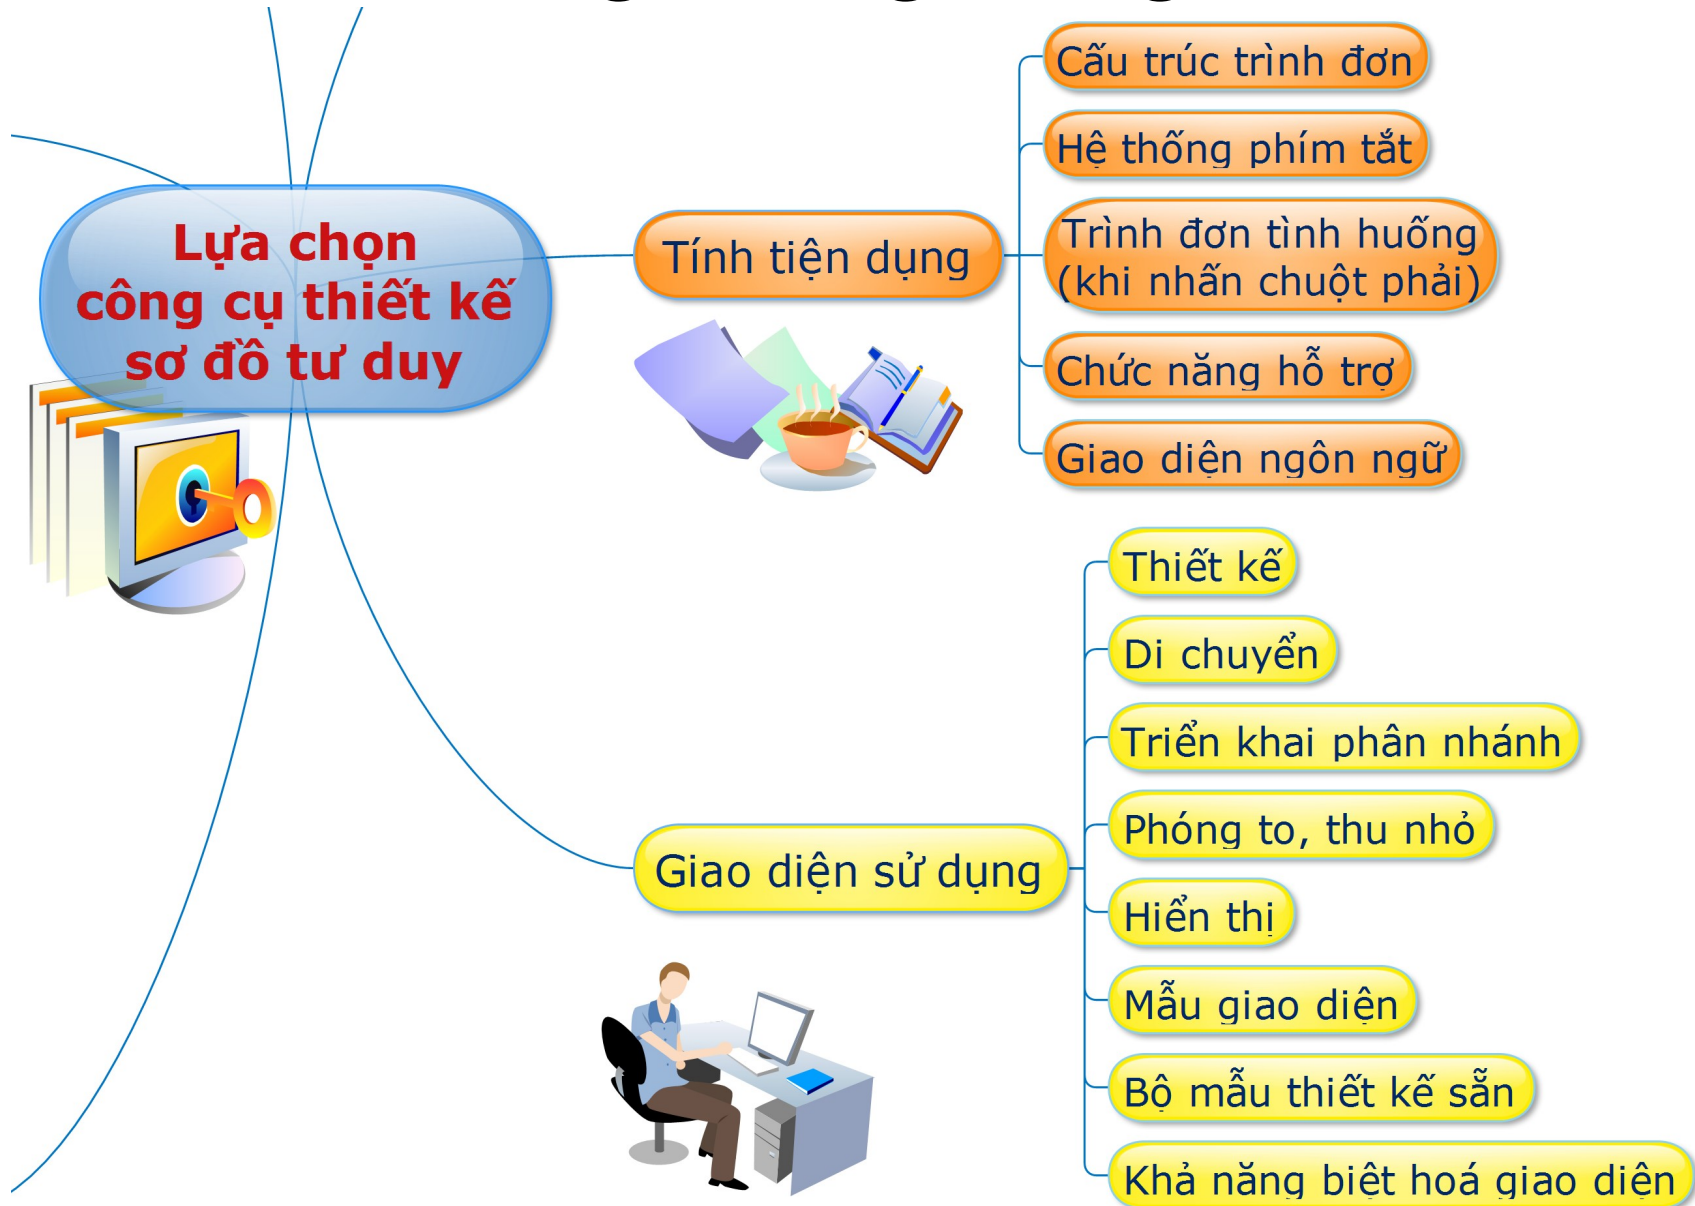 Lựa chọn
công cụ thiết kế
sơ đồ tư duy
Tính tiện dụng
Cấu trúc trình đơn
Hệ thống phím tắt
Trình đơn tình huống
(khi nhấn chuột phải)
Chức năng hỗ trợ
Giao diện ngôn ngữ
Giao diện sử dụng
Thiết kế
Di chuyển
Triển khai phân nhánh
Phóng to, thu nhỏ
Hiển thị
Mẫu giao diện
Bộ mẫu thiết kế sẵn
Khả năng biệt hoá giao diện